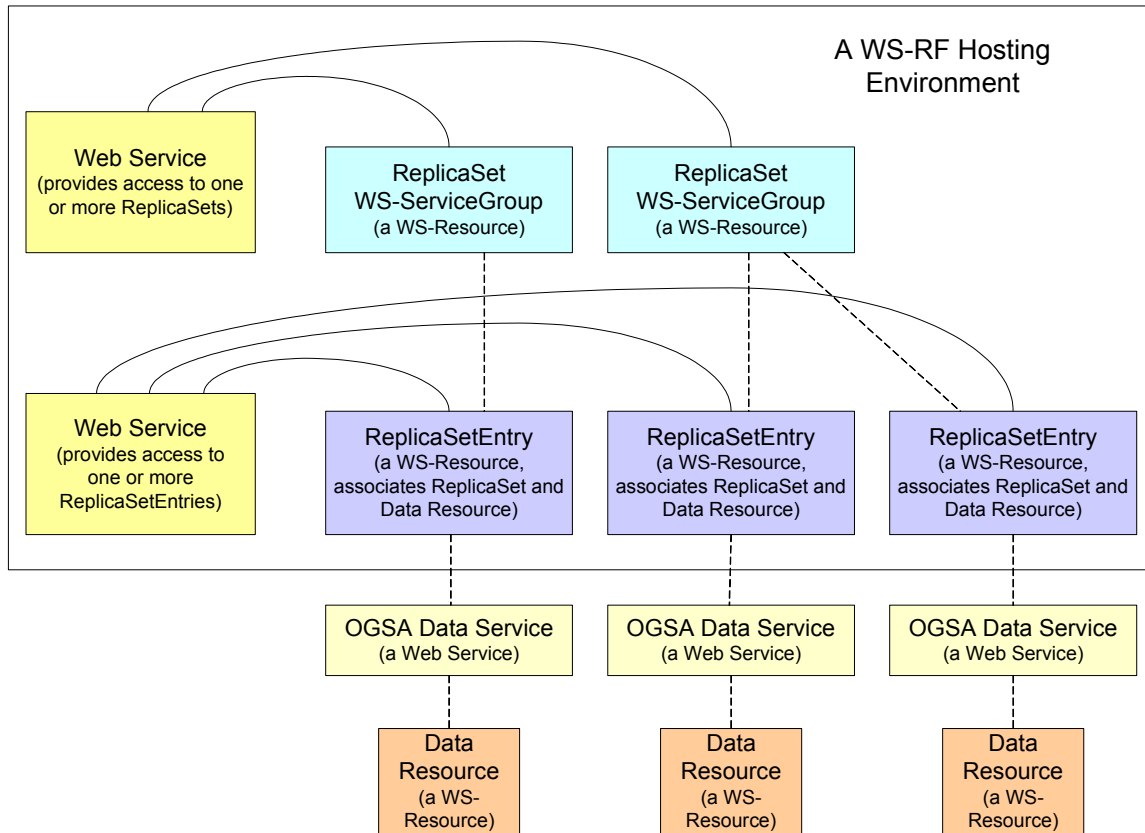 A WS-RF Hosting
Environment
Web Service
(provides access to one
or more ReplicaSets)
ReplicaSet
WS-ServiceGroup
(a WS-Resource)
ReplicaSet
WS-ServiceGroup
(a WS-Resource)
Web Service
(provides access to
one or more
ReplicaSetEntries)
ReplicaSetEntry
(a WS-Resource,
associates ReplicaSet and
Data Resource)
ReplicaSetEntry
(a WS-Resource,
associates ReplicaSet and
Data Resource)
ReplicaSetEntry
(a WS-Resource,
associates ReplicaSet and
Data Resource)
OGSA Data Service
(a Web Service)
OGSA Data Service
(a Web Service)
OGSA Data Service
(a Web Service)
Data
Resource
(a WS-
Resource)
Data
Resource
(a WS-
Resource)
Data
Resource
(a WS-
Resource)